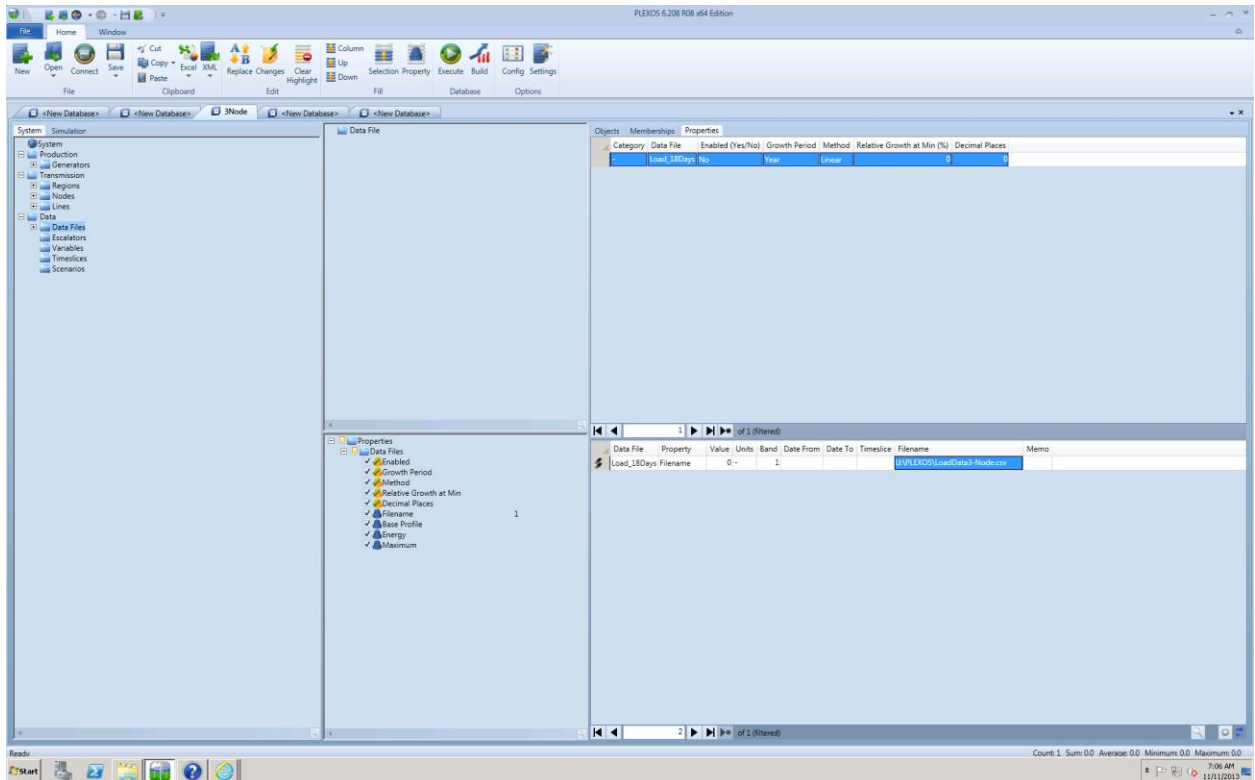 PLEXOS 6.208 R08 x64 Edition
File Home Window
New Open Connect Save Cut Copy Paste Excel XML Replace Changes Clear Highlight Column Up Down Selection Property Execute Build Config Settings
File Clipboard Edit Fill Database Options
<New Database> <New Database> 3Node <New Database> <New Database>
System Simulation
System
Production
Generators
Transmission
Regions
Nodes
Lines
Data
Data Files
Escalators
Variables
Timeslices
Scenarios
Data File
Properties
Data Files
Enabled
Growth Period
Method
Relative Growth at Min
Decimal Places
Filename 1
Base Profile
Energy
Maximum
Objects Memberships Properties
Category Data File Enabled (Yes/No) Growth Period Method Relative Growth at Min (%) Decimal Places
- Load_18Days No Year Linear 0 0
1 of 1 (filtered)
Data File Property Value Units Band Date From Date To Timeslice Filename Memo
Load_18Days Filename 0 - 1 U:\PLEXOS\LoadData3-Node.csv
2 of 1 (filtered)
Ready Count: 1 Sum: 0.0 Average: 0.0 Minimum: 0.0 Maximum: 0.0
Start 7:06 AM
11/11/2013